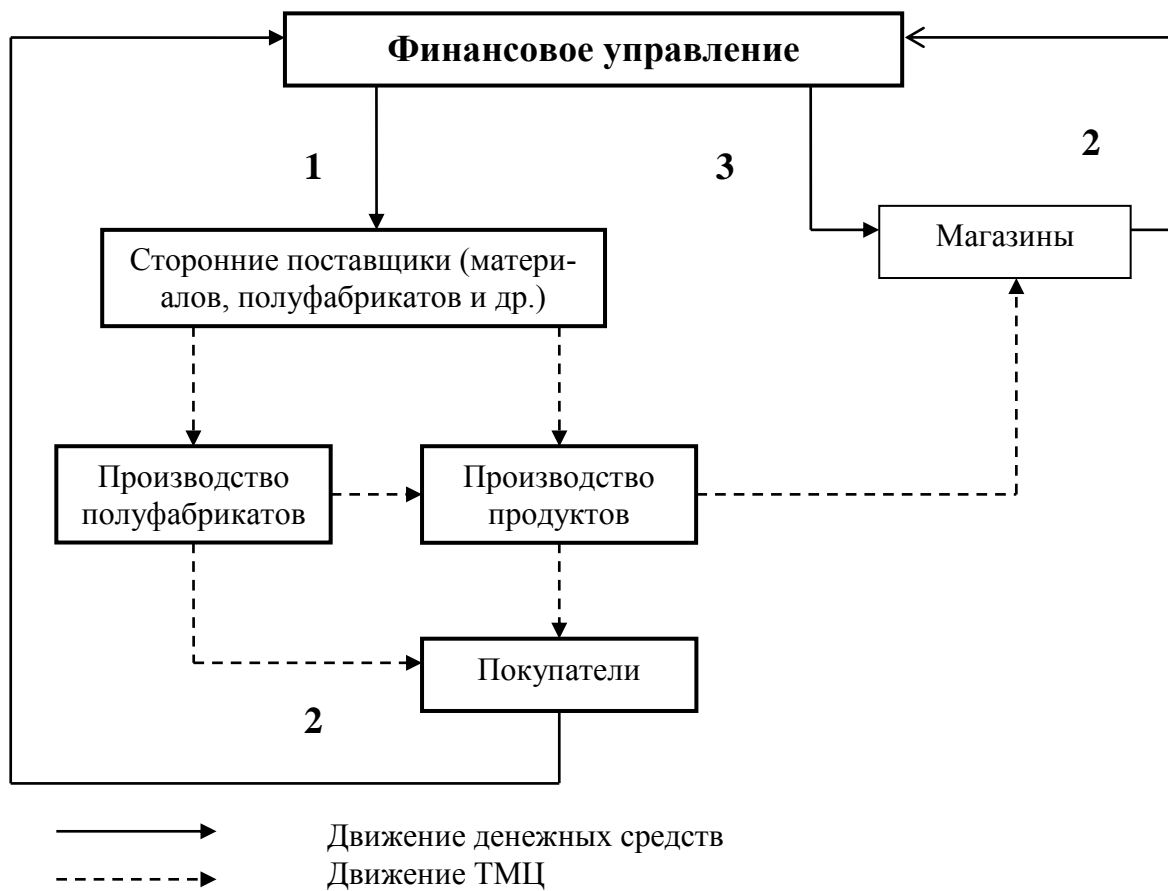 Финансовое управление
1
3
2
Магазины
Сторонние поставщики (матери-
алов, полуфабрикатов и др.)
Производство
полуфабрикатов
Производство
продуктов
Покупатели
2
Движение денежных средств
Движение ТМЦ